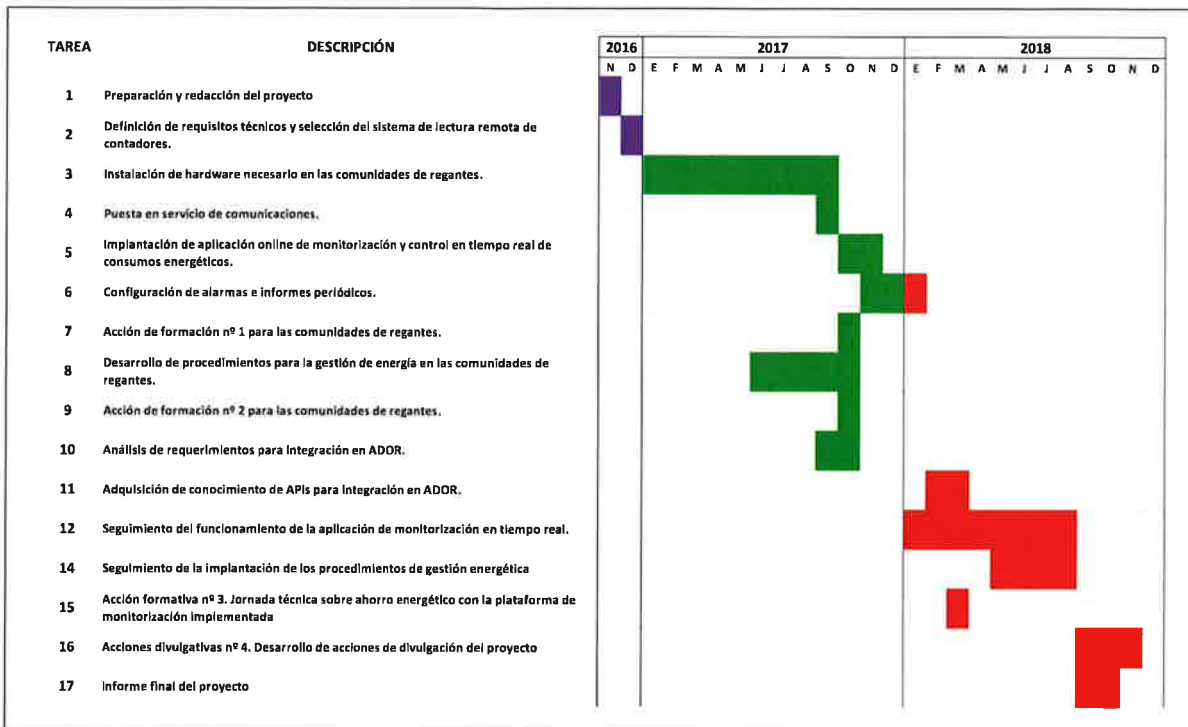 TAREA DESCRIPCIÓN 2016 2017 2018
N D E F M A M J J A S O N D E F M A M J J A S O N D
1 Preparación y redacción del proyecto
2 Definición de requisitos técnicos y selección del sistema de lectura remota de
contadores.
3 Instalación de hardware necesario en las comunidades de regantes.
4 Puesta en servicio de comunicaciones.
5 Implantación de aplicación online de monitorización y control en tiempo real de
consumos energéticos.
6 Configuración de alarmas e informes periódicos.
7 Acción de formación nº 1 para las comunidades de regantes.
8 Desarrollo de procedimientos para la gestión de energía en las comunidades de
regantes.
9 Acción de formación nº 2 para las comunidades de regantes.
10 Análisis de requerimientos para integración en ADOR.
11 Adquisición de conocimiento de APIs para integración en ADOR.
12 Seguimiento del funcionamiento de la aplicación de monitorización en tiempo real.
14 Seguimiento de la implantación de los procedimientos de gestión energética
15 Acción formativa nº 3. Jornada técnica sobre ahorro energético con la plataforma de
monitorización implementada
16 Acciones divulgativas nº 4. Desarrollo de acciones de divulgación del proyecto
17 Informe final del proyecto